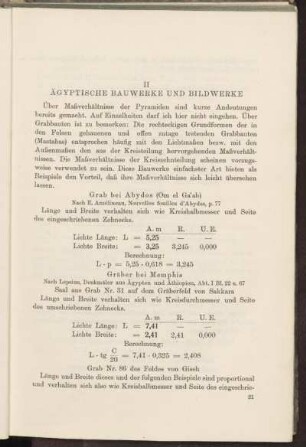 II
ÄGYPTISCHE BAUWERKE UND BILDWERKE
Über Maßverhältnisse der Pyramiden sind kurze Andeutungen
bereits gemacht. Auf Einzelheiten darf ich hier nicht eingehen. Über
Grabbauten ist zu bemerken: Die rechteckigen Grundformen der in
den Felsen gehauenen und offen zutage tretenden Grabbauten
(Mastabas) entsprechen häufig mit den Lichtmaßen bezw. mit den
Außenmaßen den aus der Kreisteilung hervorgehenden Maßverhält-
nissen. Die Maßverhältnisse der Kreisachtteilung scheinen vorzugs-
weise verwendet zu sein. Diese Bauwerke einfachster Art bieten als
Beispiele den Vorteil, daß ihre Maßverhältnisse sich leicht übersehen
lassen.
Grab bei Abydos (Om el Ga'ab)
Nach E. Amélineau, Nouvelles fouilles d'Abydos, p. 77
Länge und Breite verhalten sich wie Kreishalbmesser und Seite
des eingeschriebenen Zehnecks.
A. m R. U. E.
Lichte Länge: L = 5,25 — —
Lichte Breite: = 3,25 3,245 0,000
Berechnung:
L · p = 5,25 · 0,618 = 3,245
Gräber bei Memphis
Nach Lepsius, Denkmäler aus Ägypten und Äthiopien, Abt. I Bl. 22 u. 67
Saal aus Grab Nr. 31 auf dem Gräberfeld von Sakkara
Länge und Breite verhalten sich wie Kreisdurchmesser und Seite
des umschriebenen Zehnecks.
A. m R. U. E.
Lichte Länge: L = 7,41 — —
Lichte Breite: = 2,41 2,41 0,000
Berechnung:
L · tg C/20 = 7,41 · 0,325 = 2,408
Grab Nr. 86 des Feldes von Giseh
Länge und Breite dieses und der folgenden Beispiele sind proportional
und verhalten sich also wie Kreishalbmesser und Seite des eingeschrie-
21